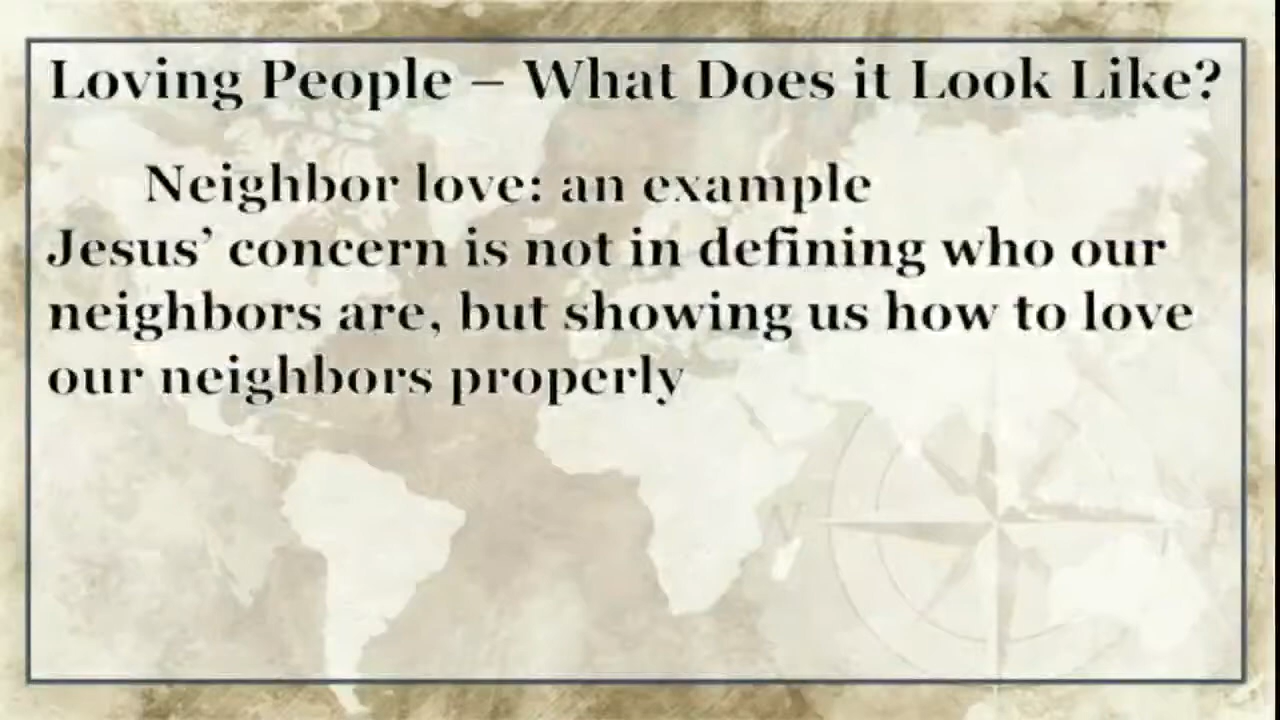 Loving People – What Does it Look Like?
Neighbor love: an example
Jesus’ concern is not in defining who our
neighbors are, but showing us how to love
our neighbors properly
W